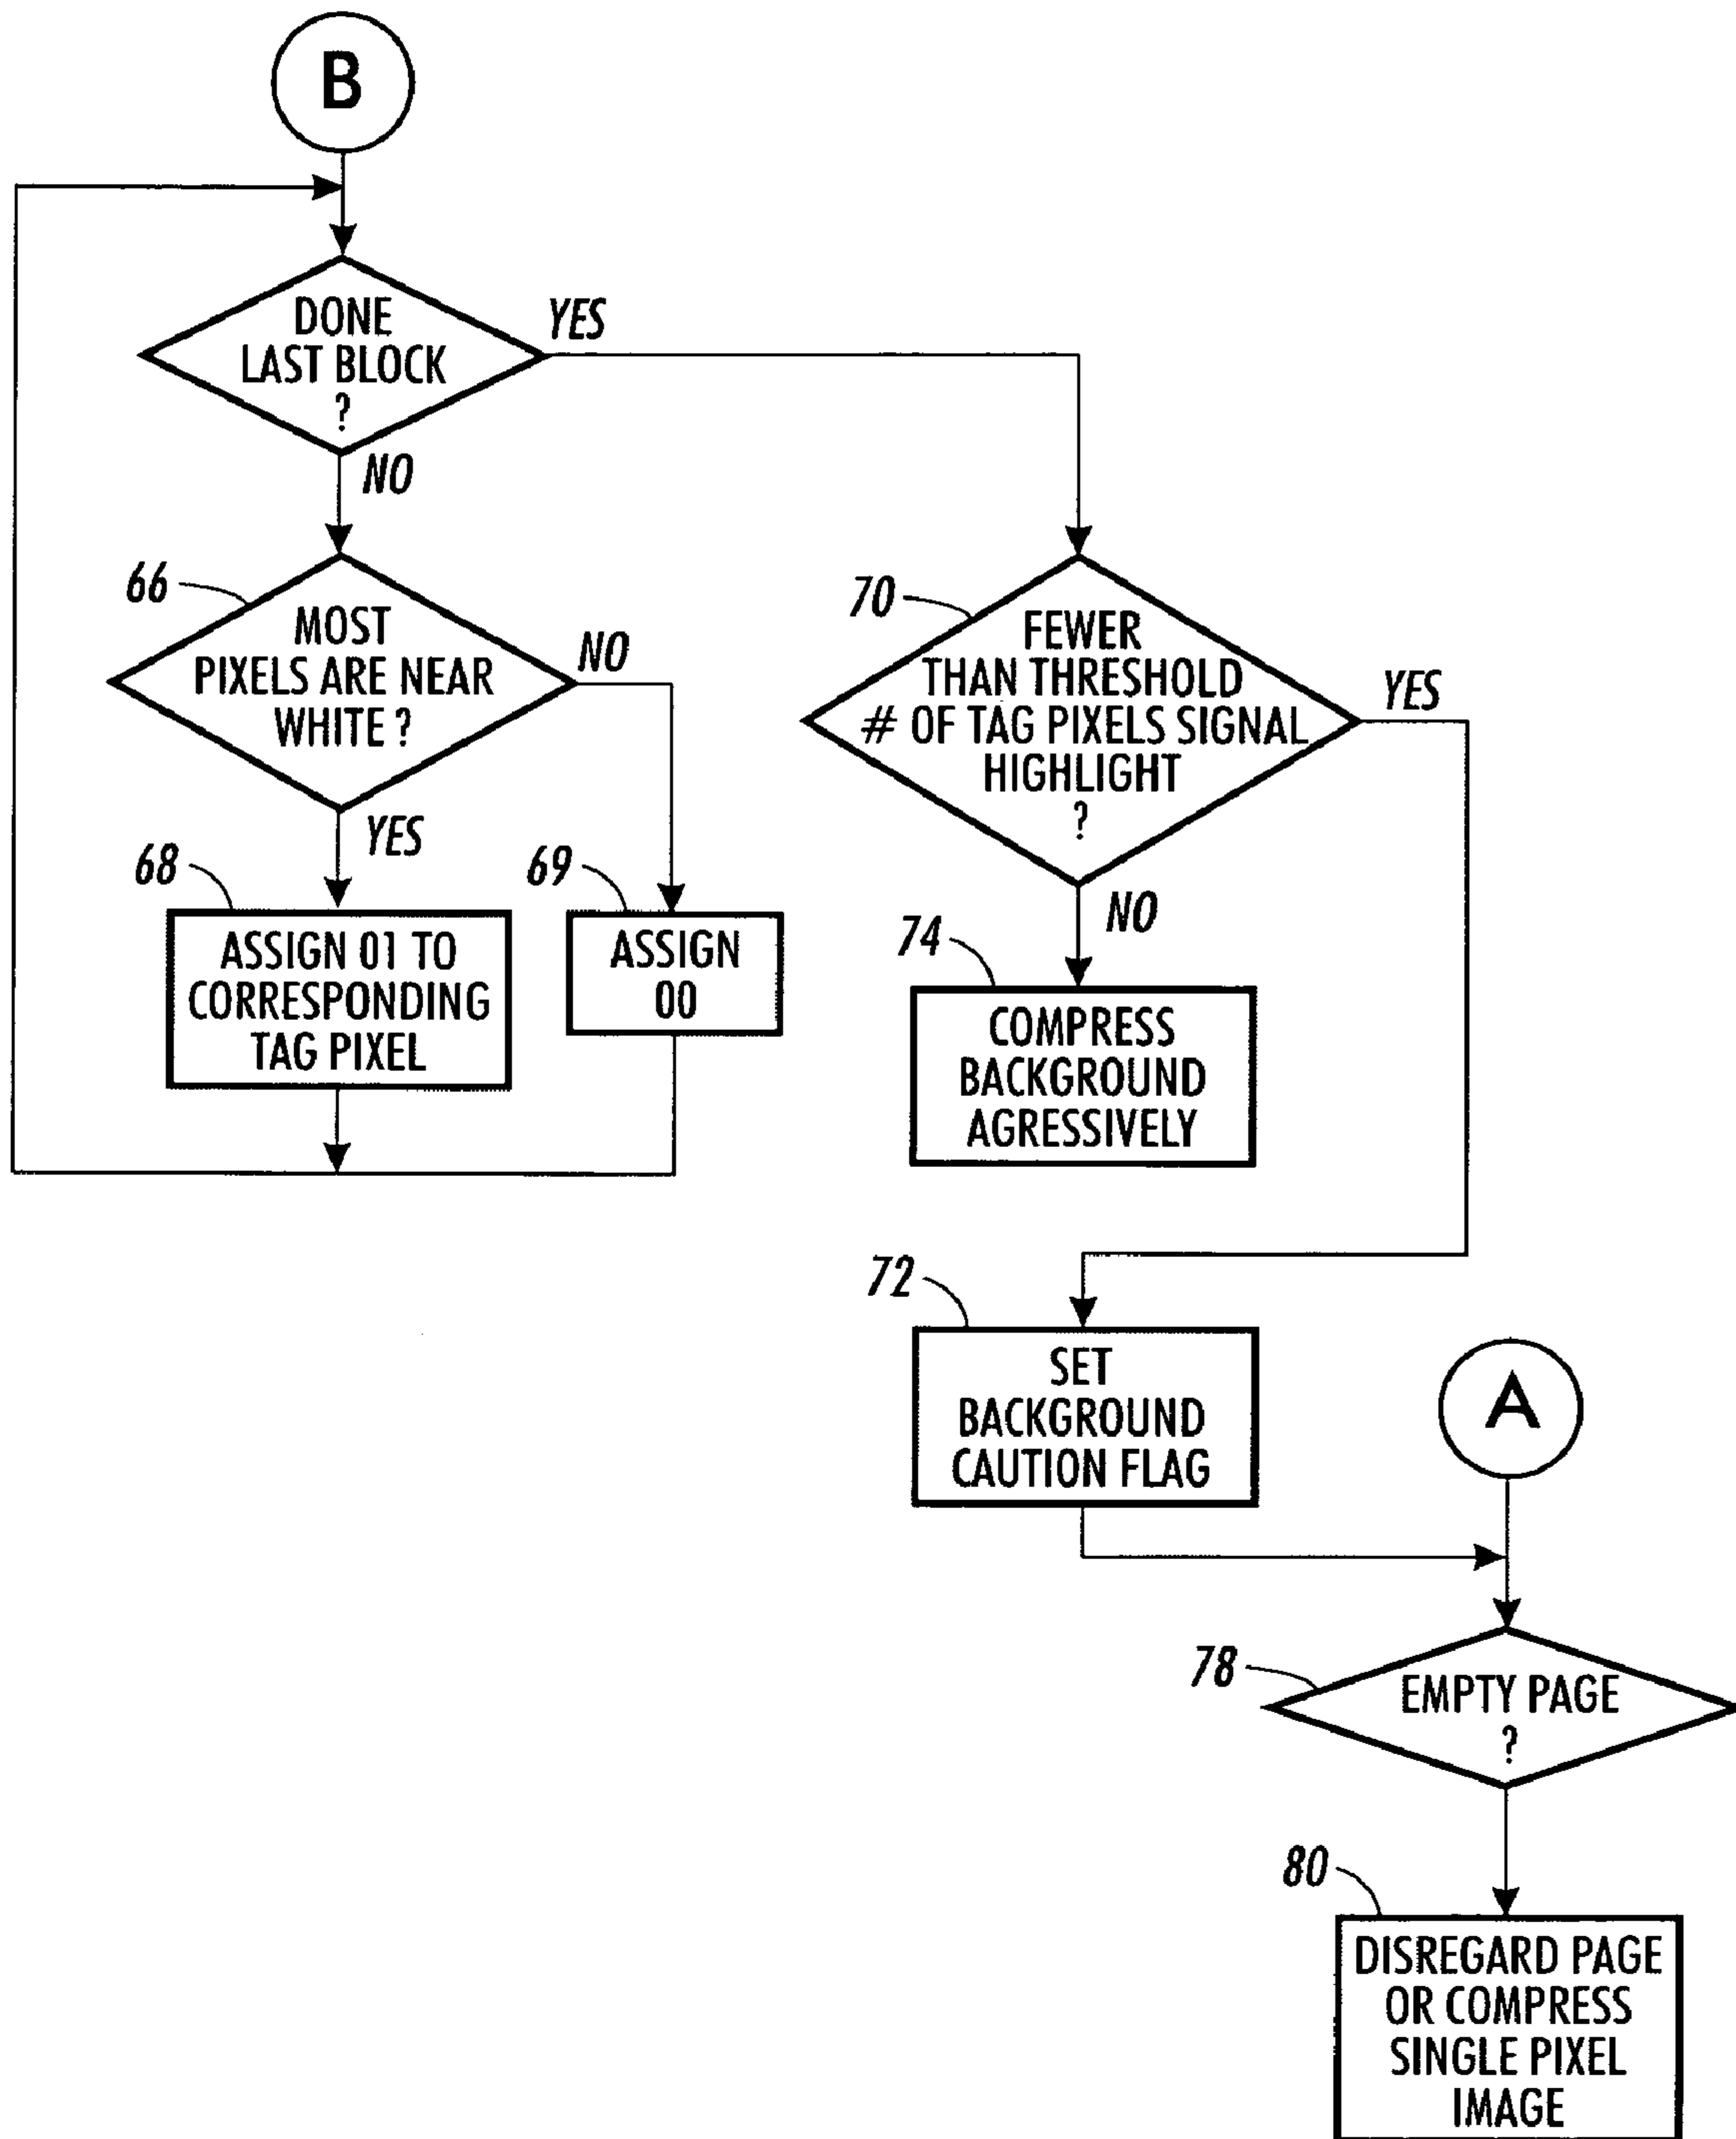 B
DONE
LAST BLOCK
?
YES
NO
66
MOST
PIXELS ARE NEAR
WHITE ?
NO
YES
68
ASSIGN 01 TO
CORRESPONDING
TAG PIXEL
69
ASSIGN
00
70
FEWER
THAN THRESHOLD
# OF TAG PIXELS SIGNAL
HIGHLIGHT
?
YES
NO
74
COMPRESS
BACKGROUND
AGRESSIVELY
72
SET
BACKGROUND
CAUTION FLAG
A
78
EMPTY PAGE
?
80
DISREGARD PAGE
OR COMPRESS
SINGLE PIXEL
IMAGE